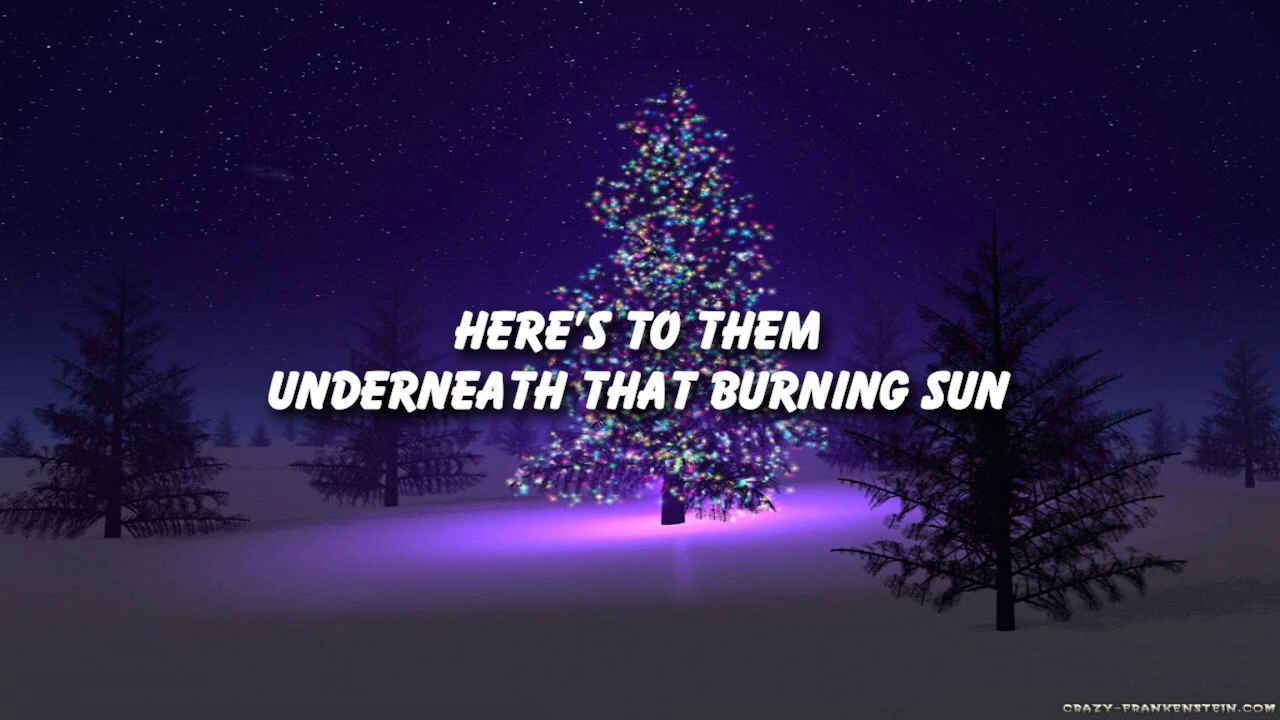 HERE'S TO THEM
UNDERNEATH THAT BURNING SUN
CRAZY-FRANKENSTEIN.COM